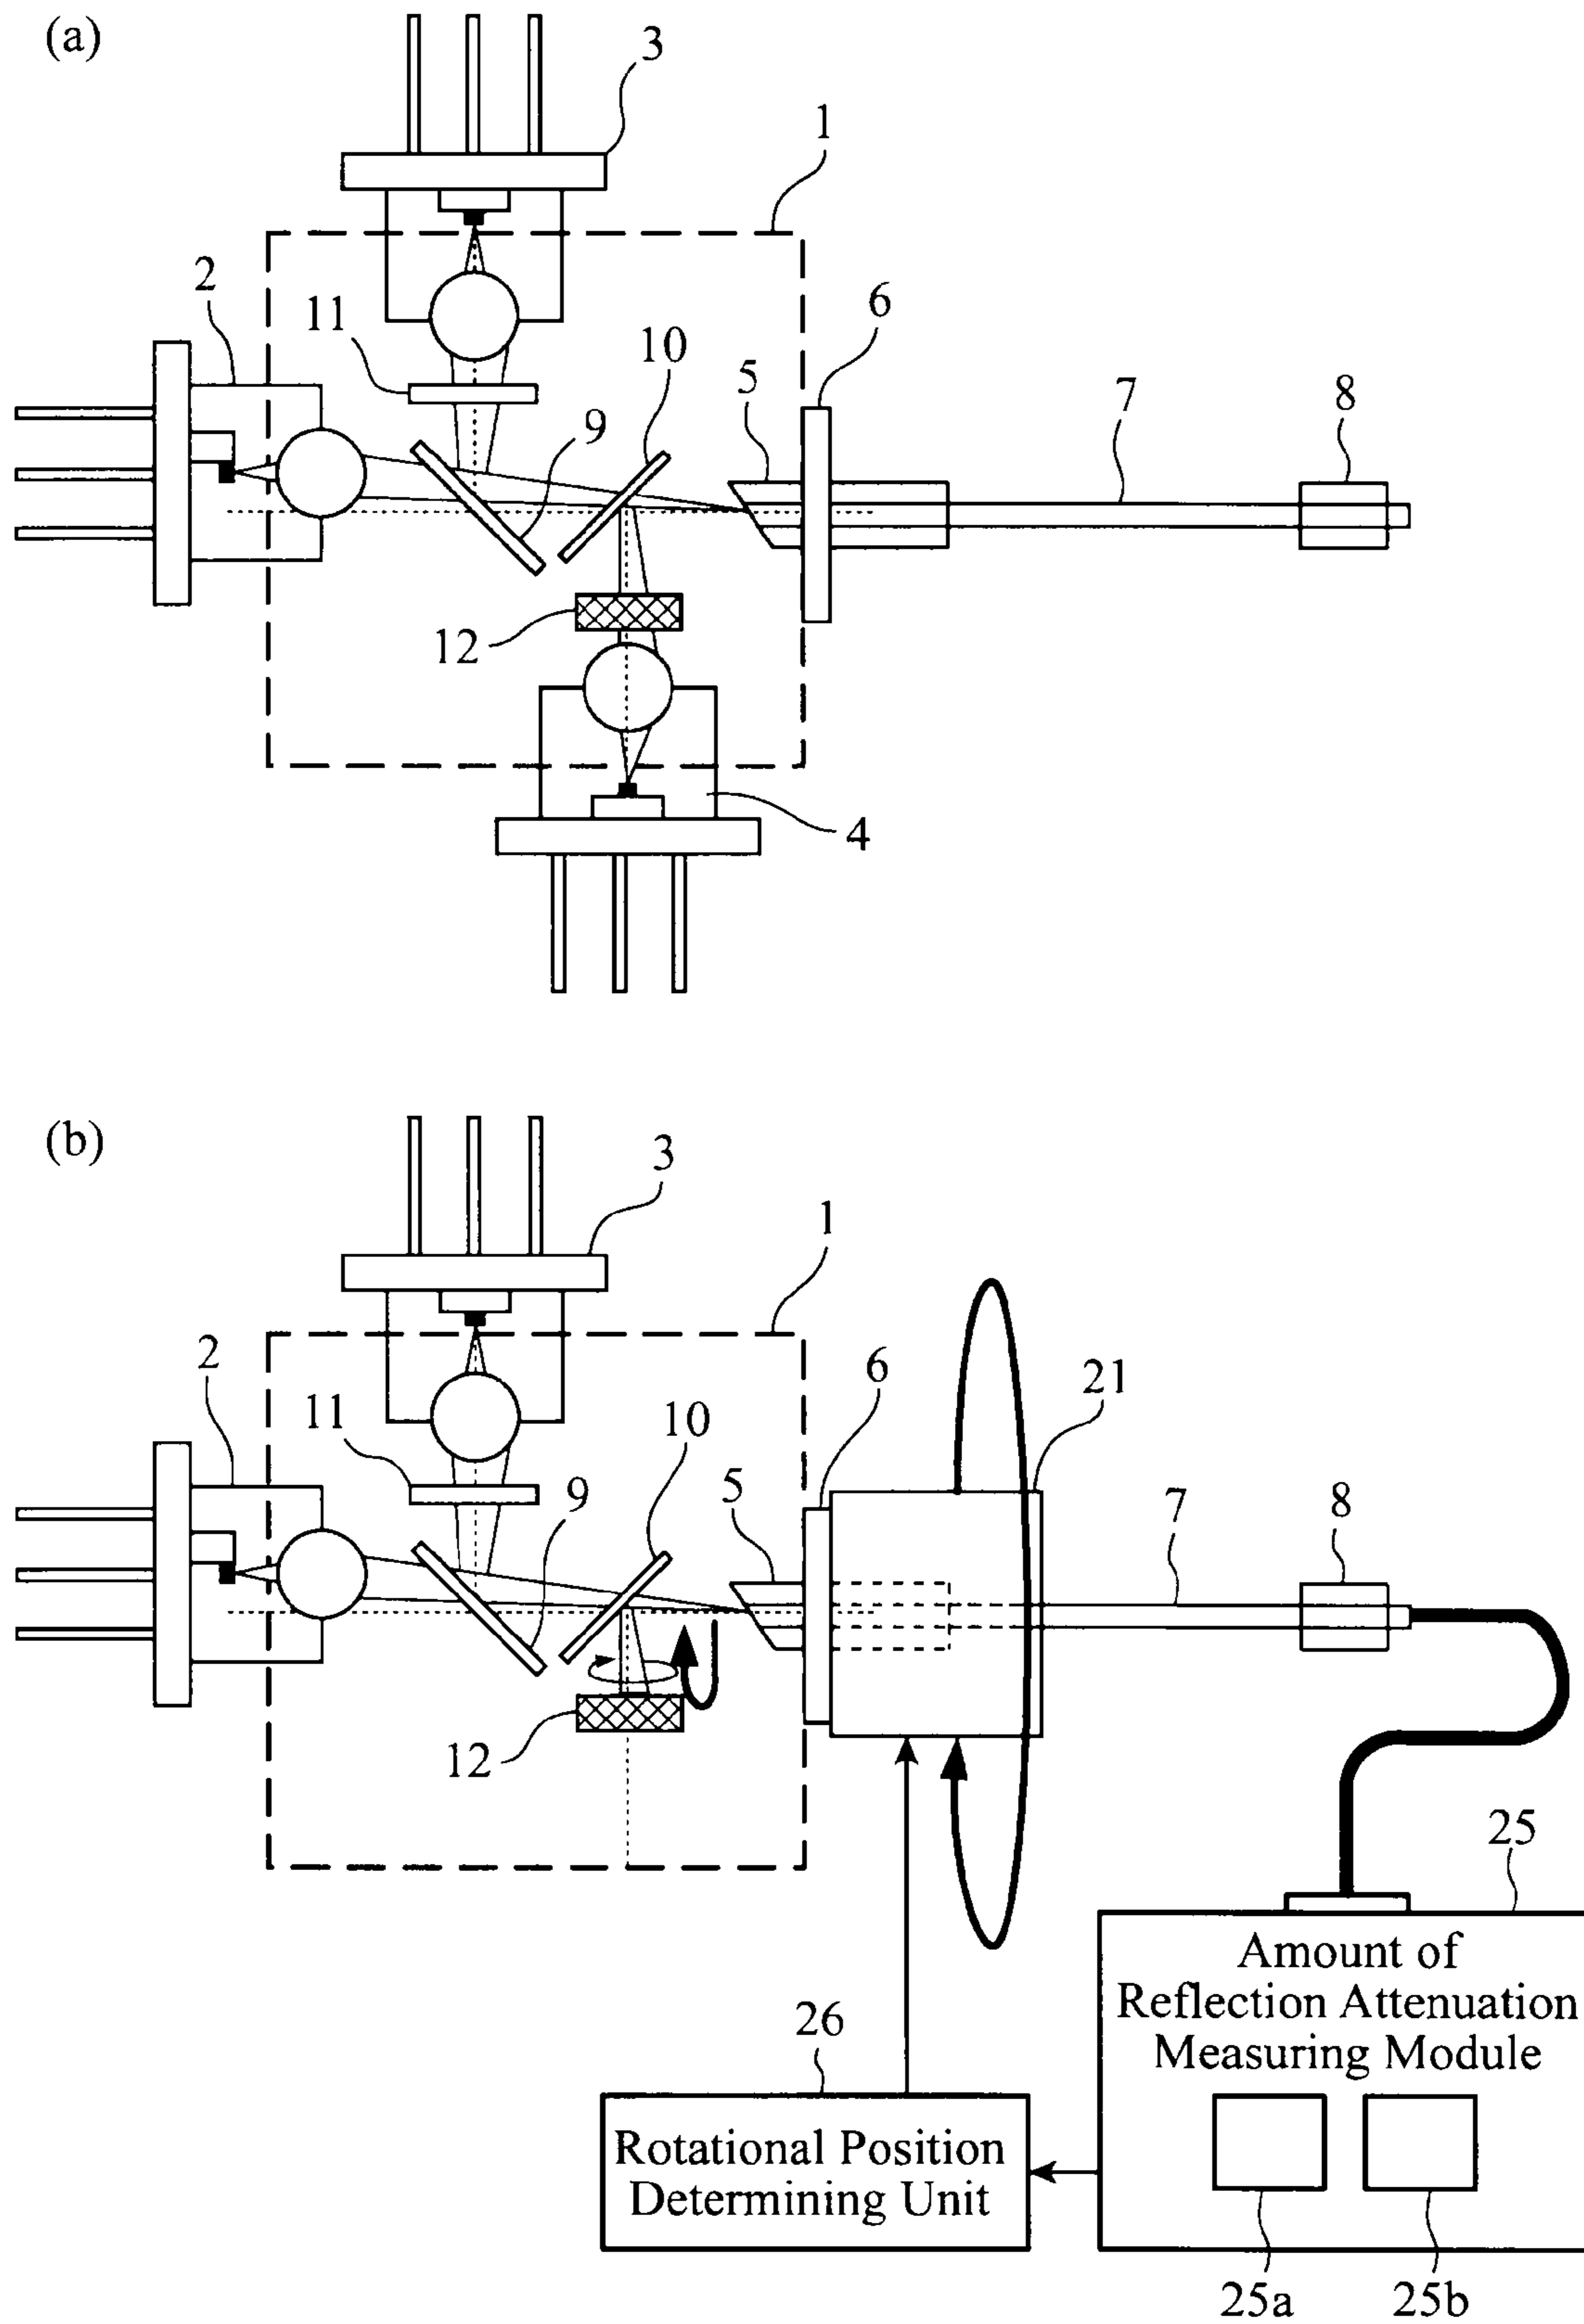 (a)
3
1
2
11
10
6
5
7
8
9
12
4
(b)
3
1
2
11
10
6
21
5
9
7
8
12
25
Amount of
Reflection Attenuation
Measuring Module
26
Rotational Position
Determining Unit
25a
25b